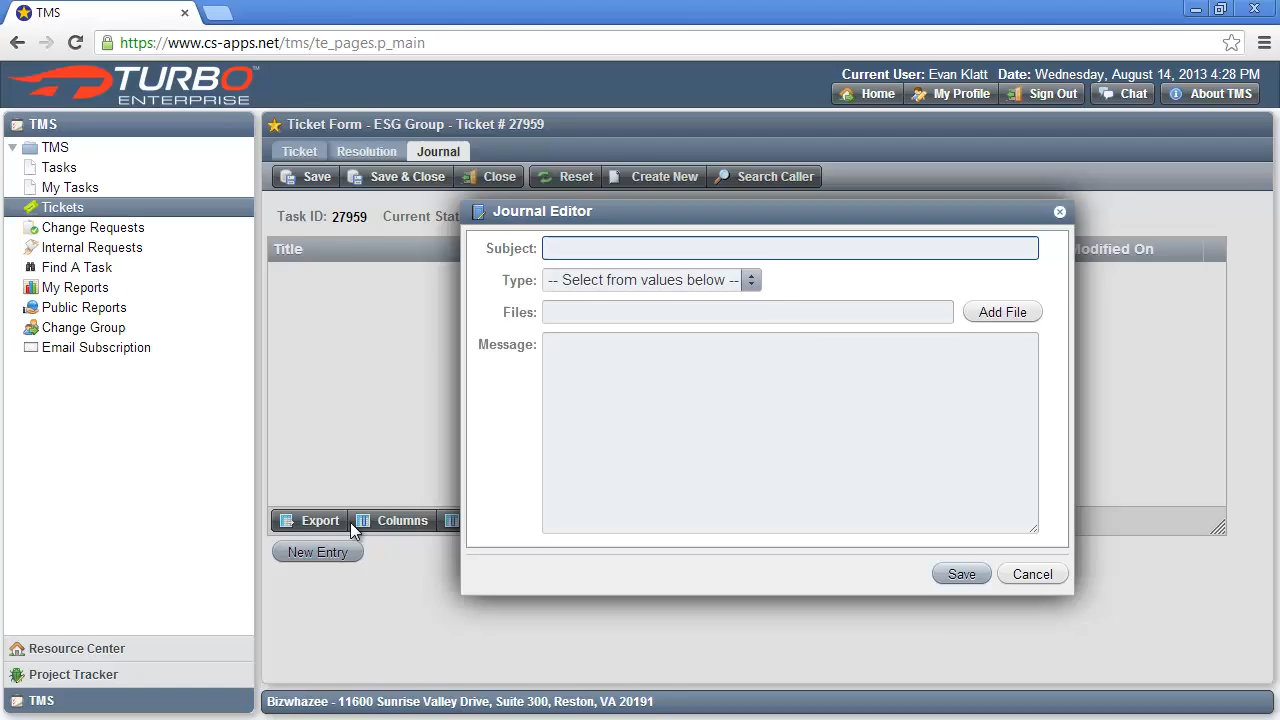 TMS
https://www.cs-apps.net/tms/te_pages.p_main
TURBO™
ENTERPRISE
Current User: Evan Klatt Date: Wednesday, August 14, 2013 4:28 PM
Home My Profile Sign Out Chat About TMS
TMS
TMS
Tasks
My Tasks
Tickets
Change Requests
Internal Requests
Find A Task
My Reports
Public Reports
Change Group
Email Subscription
Resource Center
Project Tracker
TMS
Ticket Form - ESG Group - Ticket # 27959
Ticket Resolution Journal
Save Save & Close Close Reset Create New Search Caller
Task ID: 27959 Current Stat
Title Modified On
Export Columns
New Entry
Journal Editor
Subject:
Type: -- Select from values below --
Files: Add File
Message:
Save Cancel
Bizwhazee - 11600 Sunrise Valley Drive, Suite 300, Reston, VA 20191